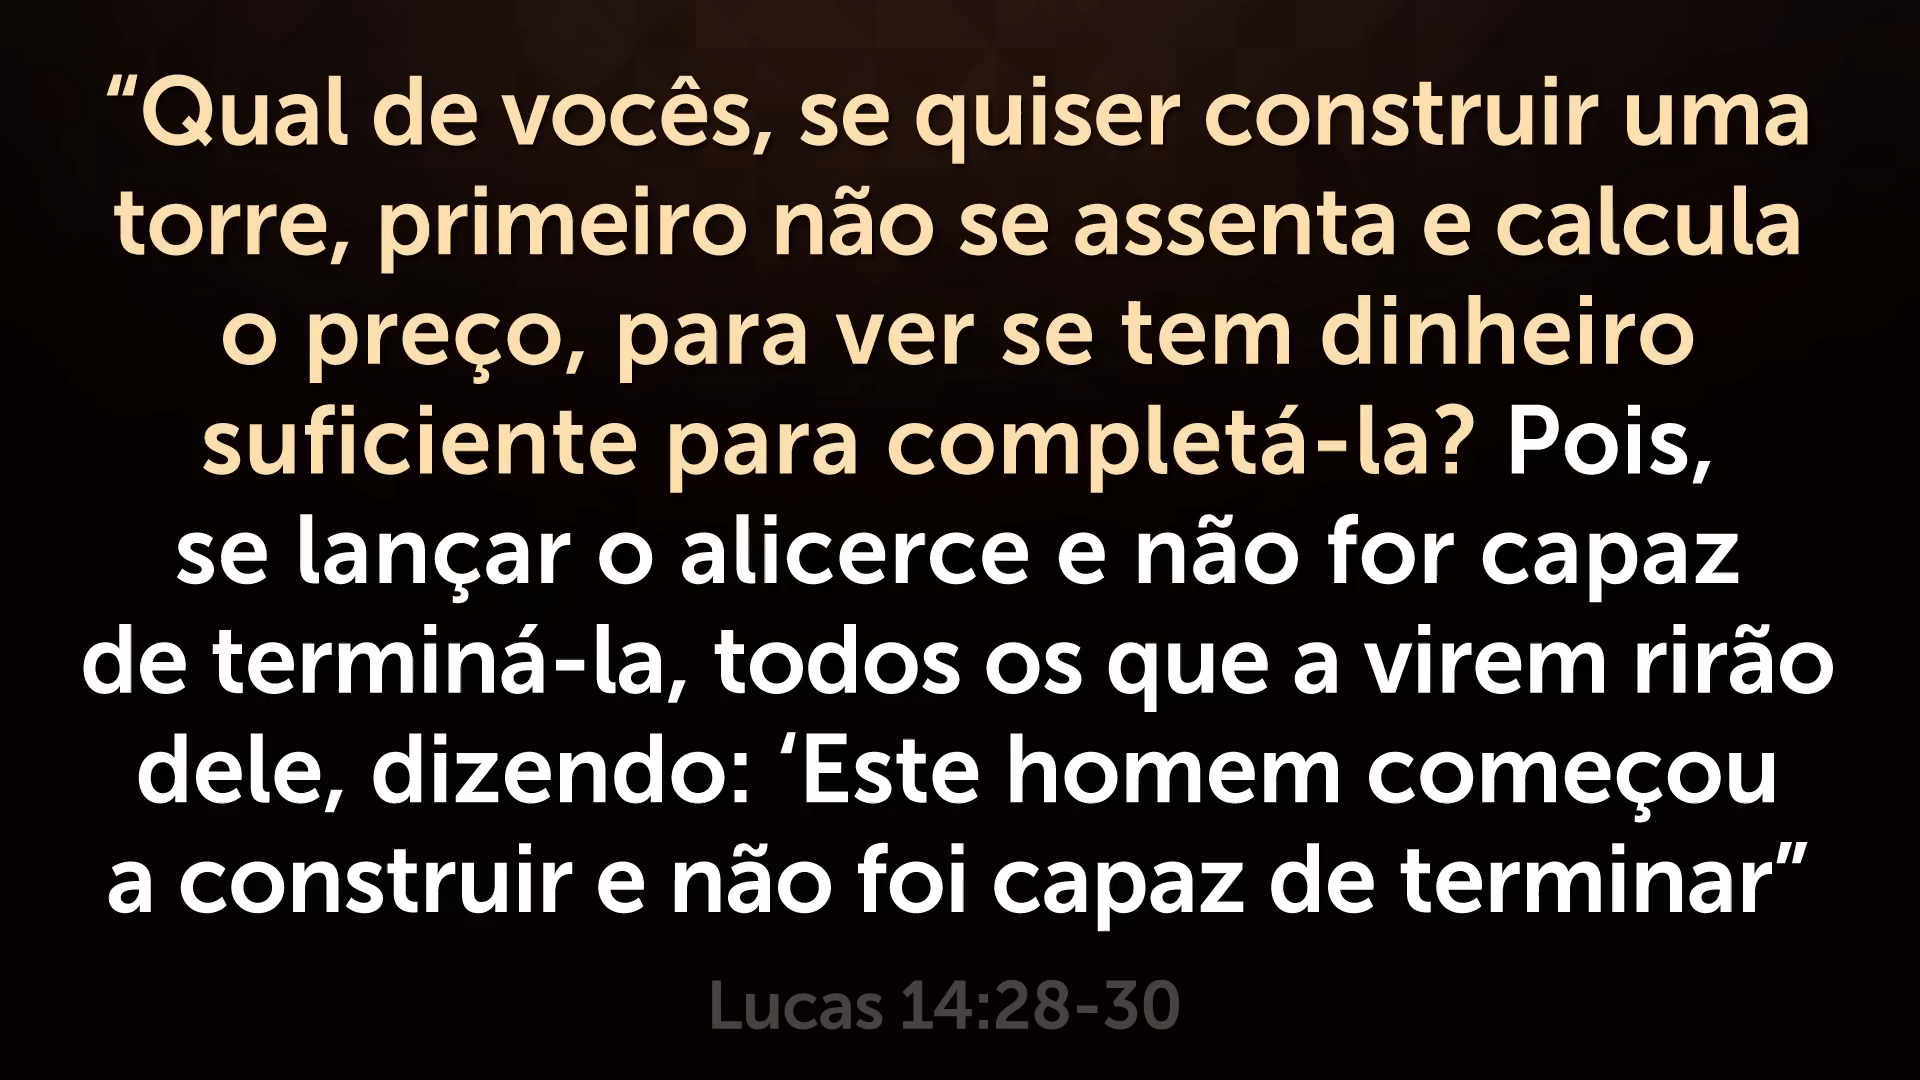 “Qual de vocês, se quiser construir uma
torre, primeiro não se assenta e calcula
o preço, para ver se tem dinheiro
suficiente para completá-la? Pois,
se lançar o alicerce e não for capaz
de terminá-la, todos os que a virem rirão
dele, dizendo: ‘Este homem começou
a construir e não foi capaz de terminar”
Lucas 14:28-30